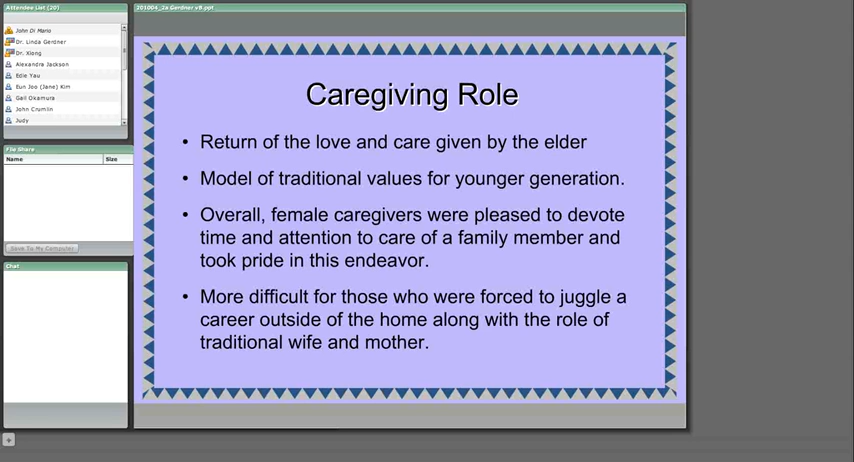 Attendee List (20)
John Di Mario
Dr. Linda Gerdner
Dr. Xiong
Alexandra Jackson
Edie Yau
Eun Joo (Jane) Kim
Gail Okamura
John Crumlin
Judy
File Share
Name Size
Save To My Computer
Chat
201004_2a Gerdner v8.ppt
Caregiving Role
• Return of the love and care given by the elder
• Model of traditional values for younger generation.
• Overall, female caregivers were pleased to devote
time and attention to care of a family member and
took pride in this endeavor.
• More difficult for those who were forced to juggle a
career outside of the home along with the role of
traditional wife and mother.